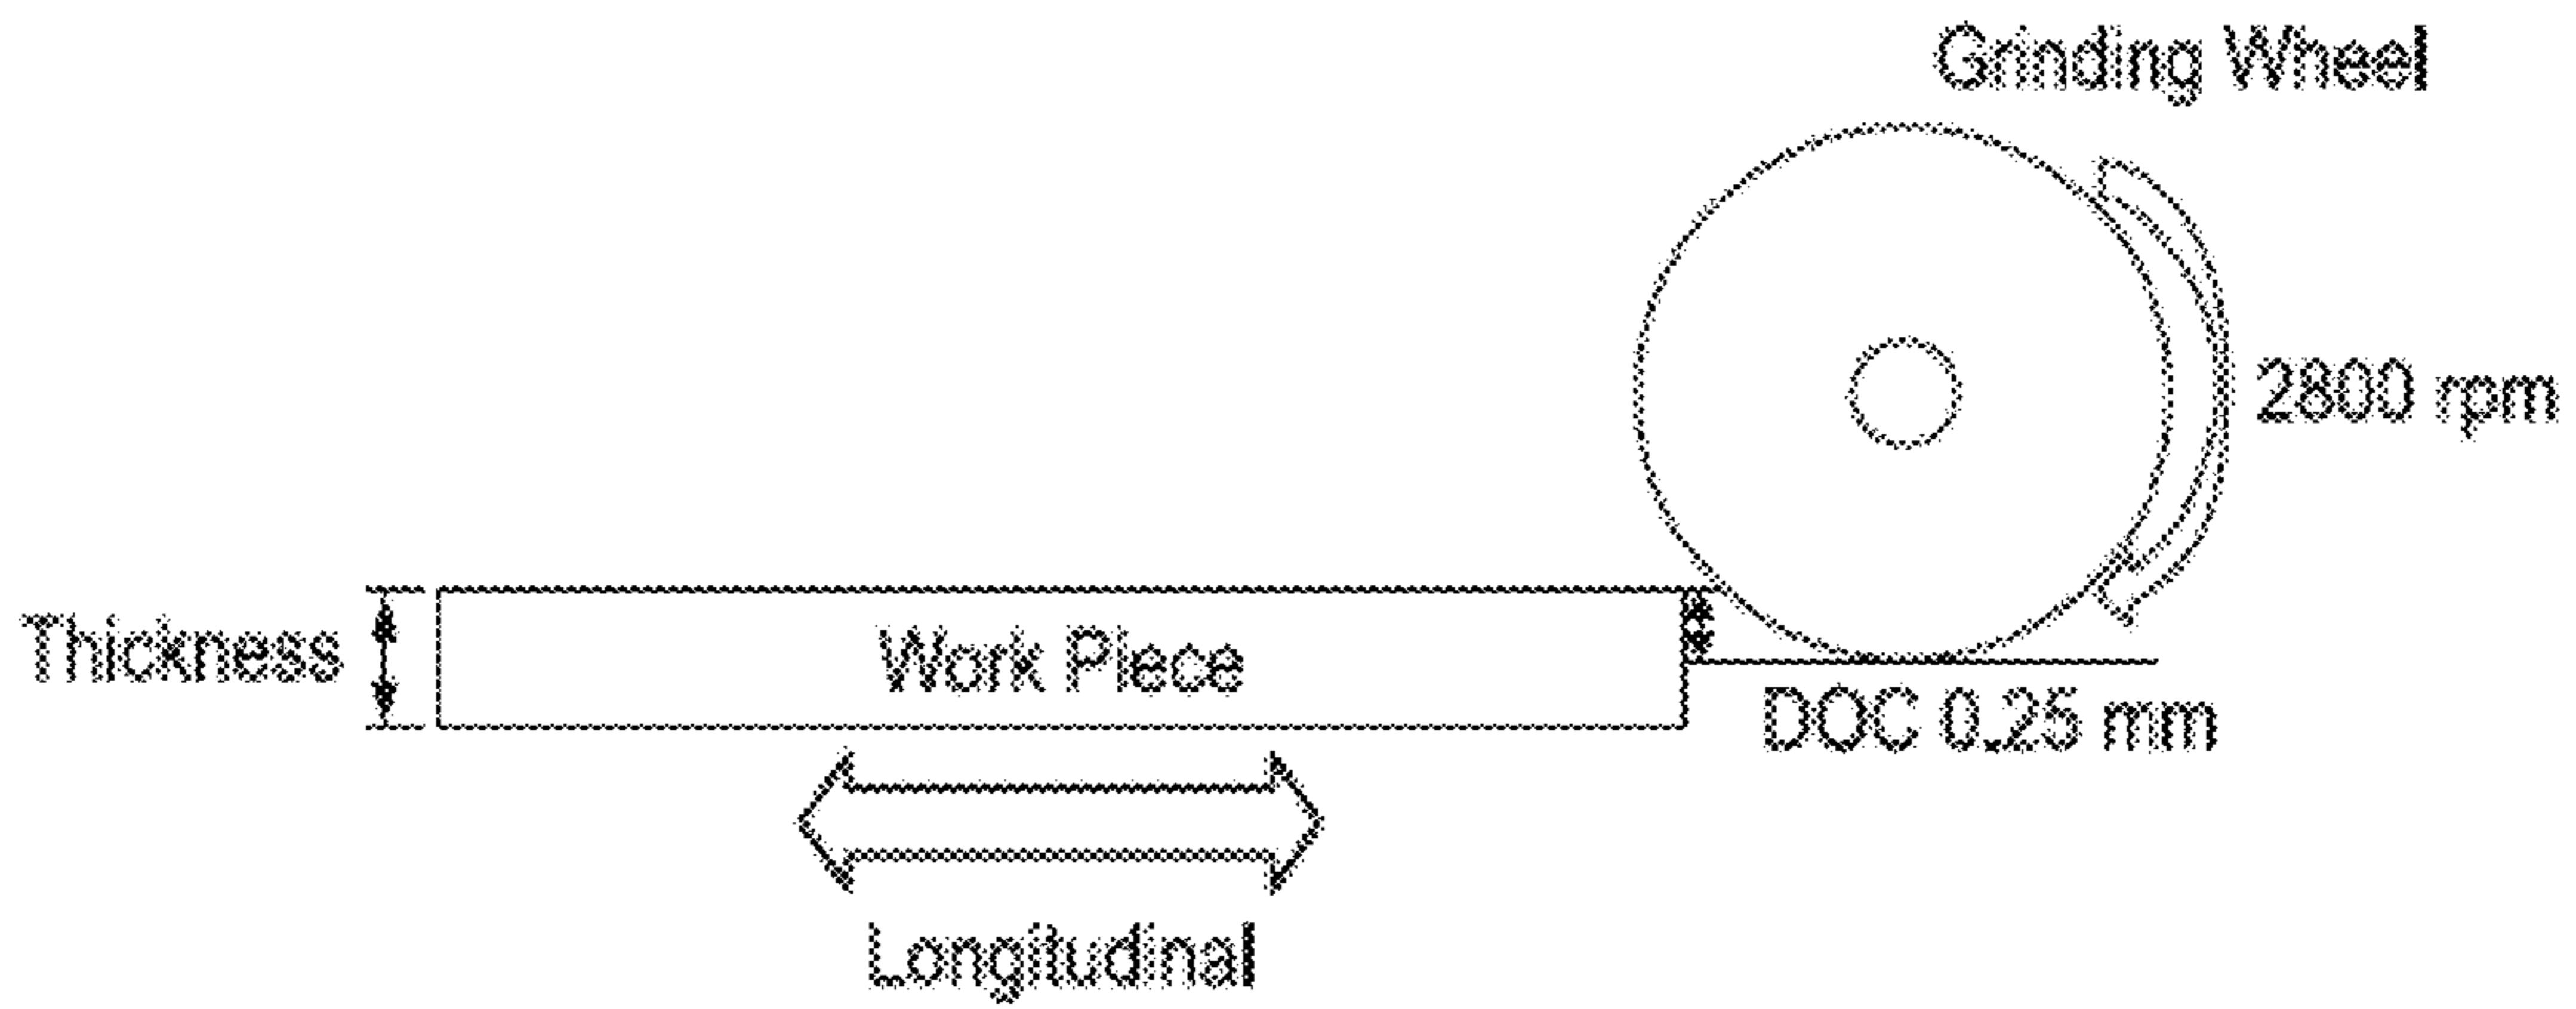 Grinding Wheel
2800 rpm
Thickness
Work Piece
DOC 0.25 mm
Longitudinal